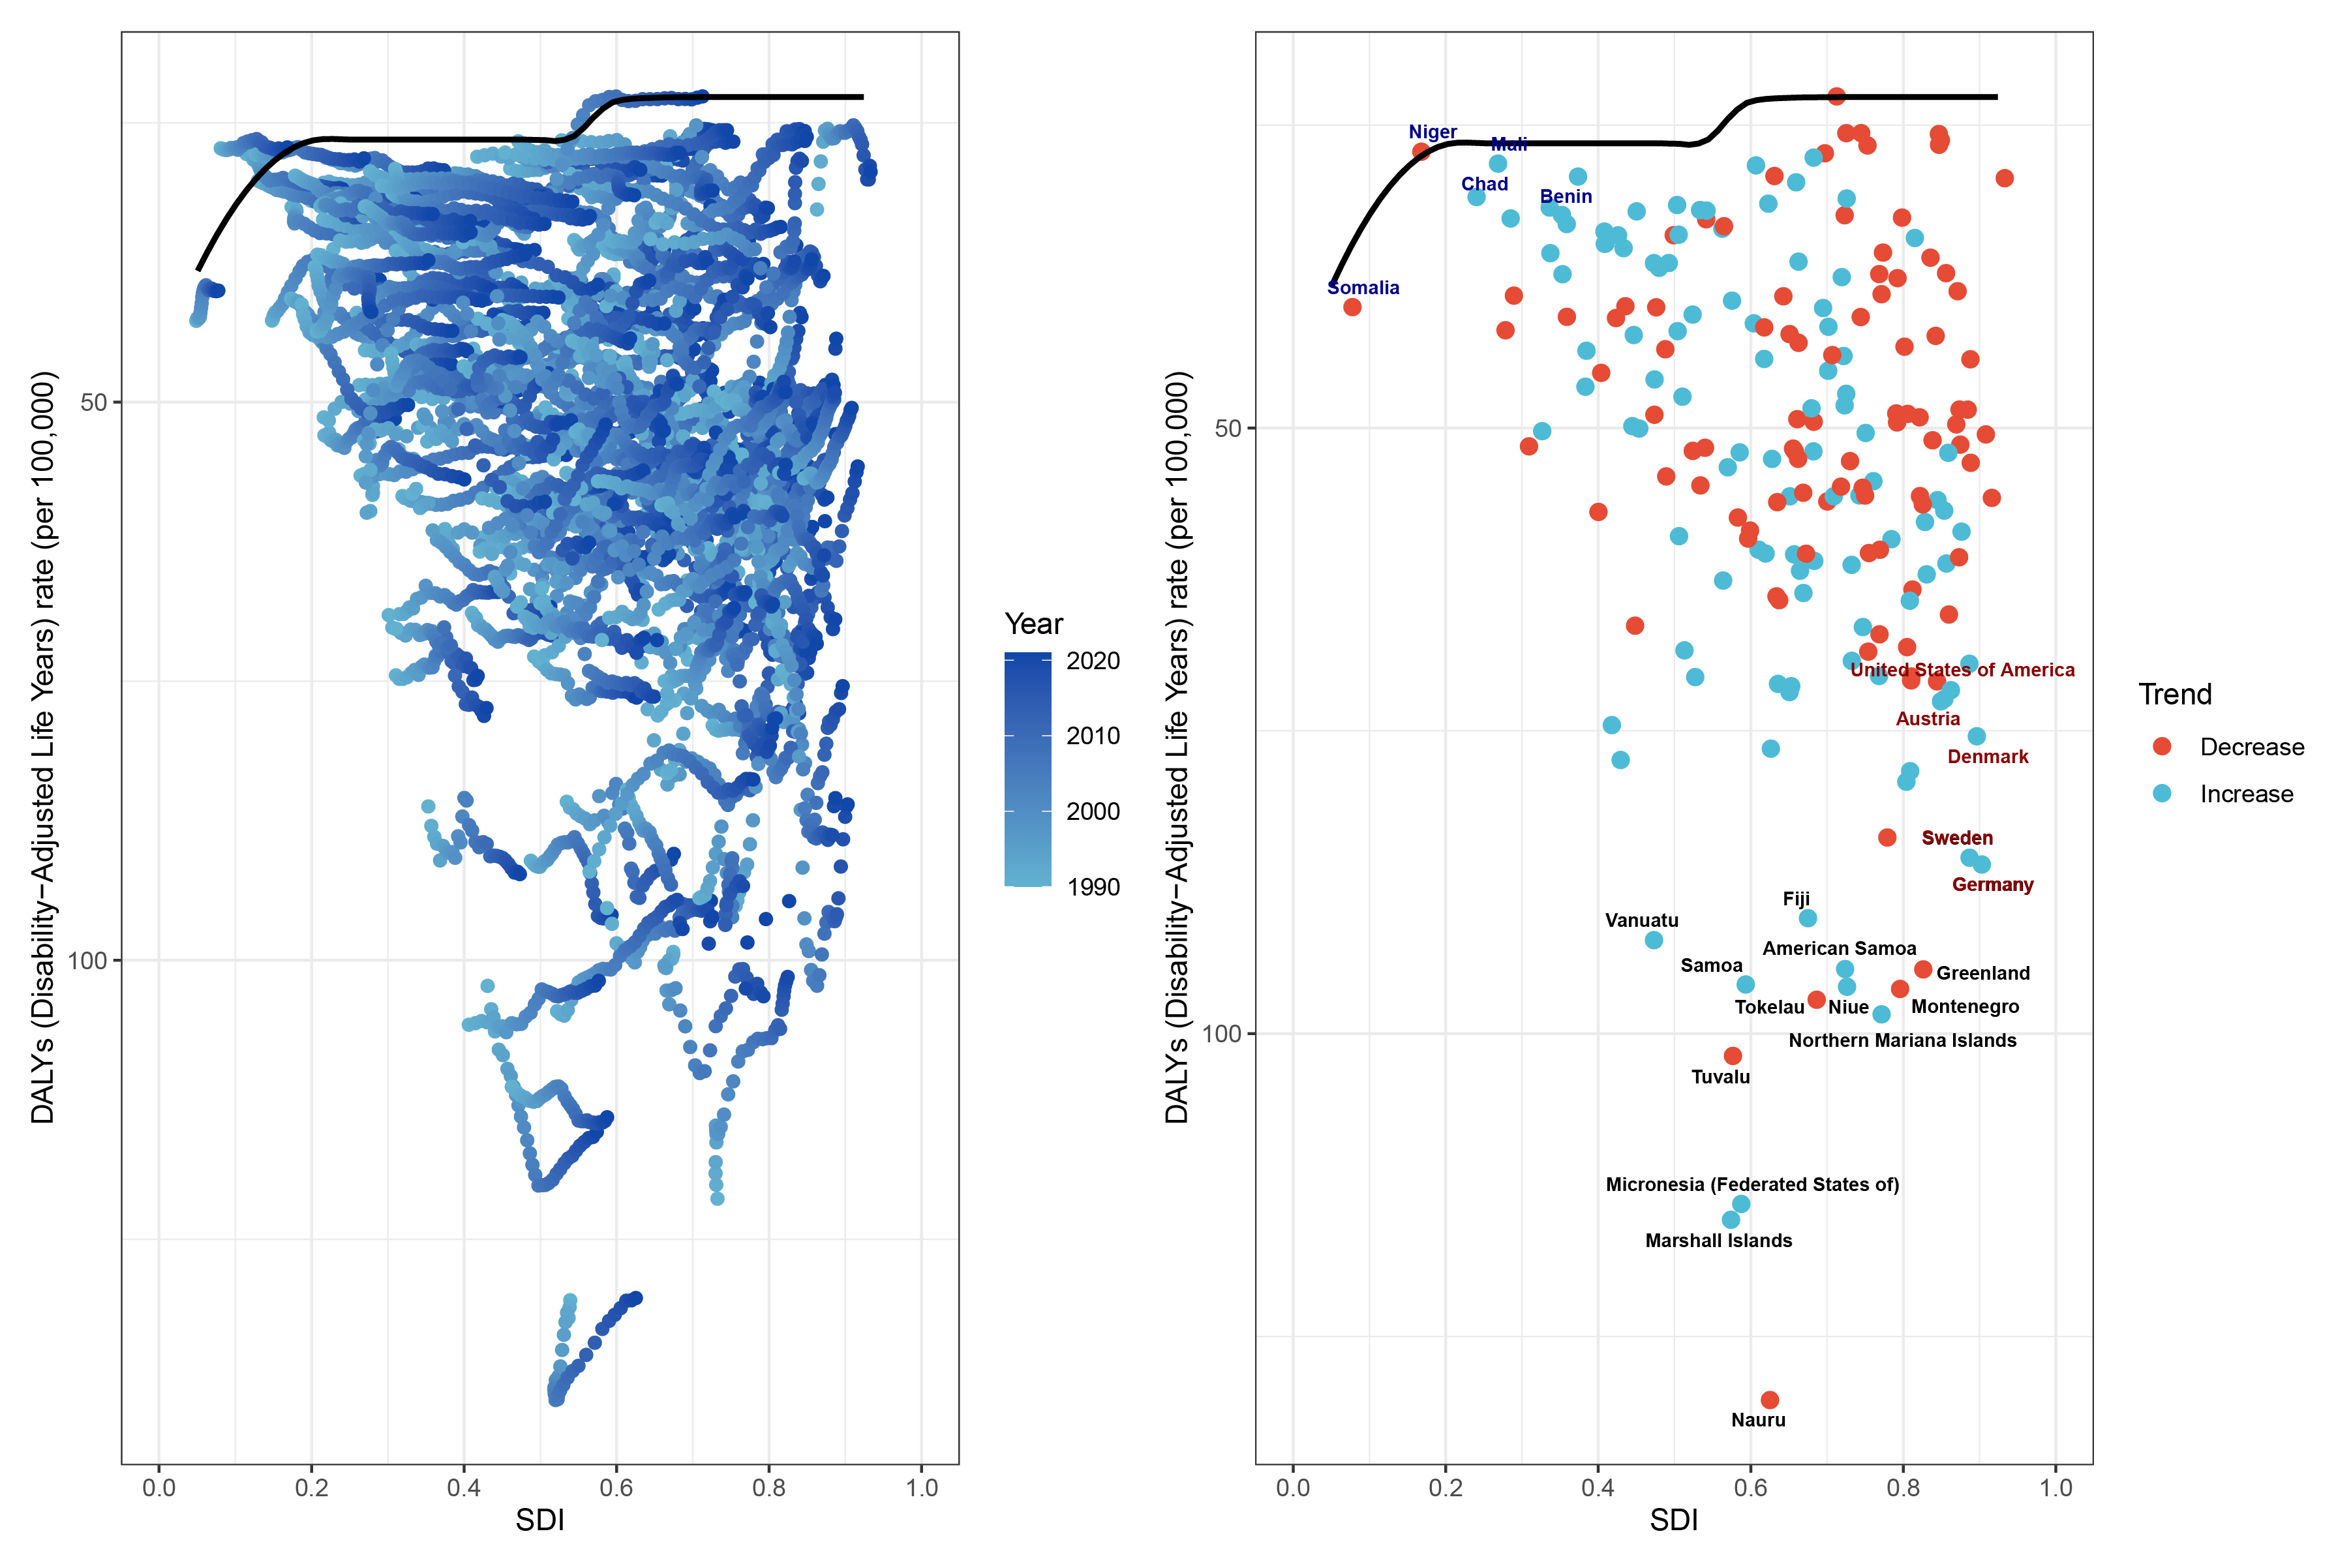 DALYs (Disability−Adjusted Life Years) rate (per 100,000)
50
100
0.0
0.2
0.4
0.6
0.8
1.0
SDI
Year
2020
2010
2000
1990
DALYs (Disability−Adjusted Life Years) rate (per 100,000)
50
100
Niger
Mali
Chad
Benin
Somalia
United States of America
Austria
Denmark
Sweden
Germany
Fiji
Vanuatu
American Samoa
Samoa
Greenland
Tokelau
Niue
Montenegro
Northern Mariana Islands
Tuvalu
Micronesia (Federated States of)
Marshall Islands
Nauru
0.0
0.2
0.4
0.6
0.8
1.0
SDI
Trend
Decrease
Increase